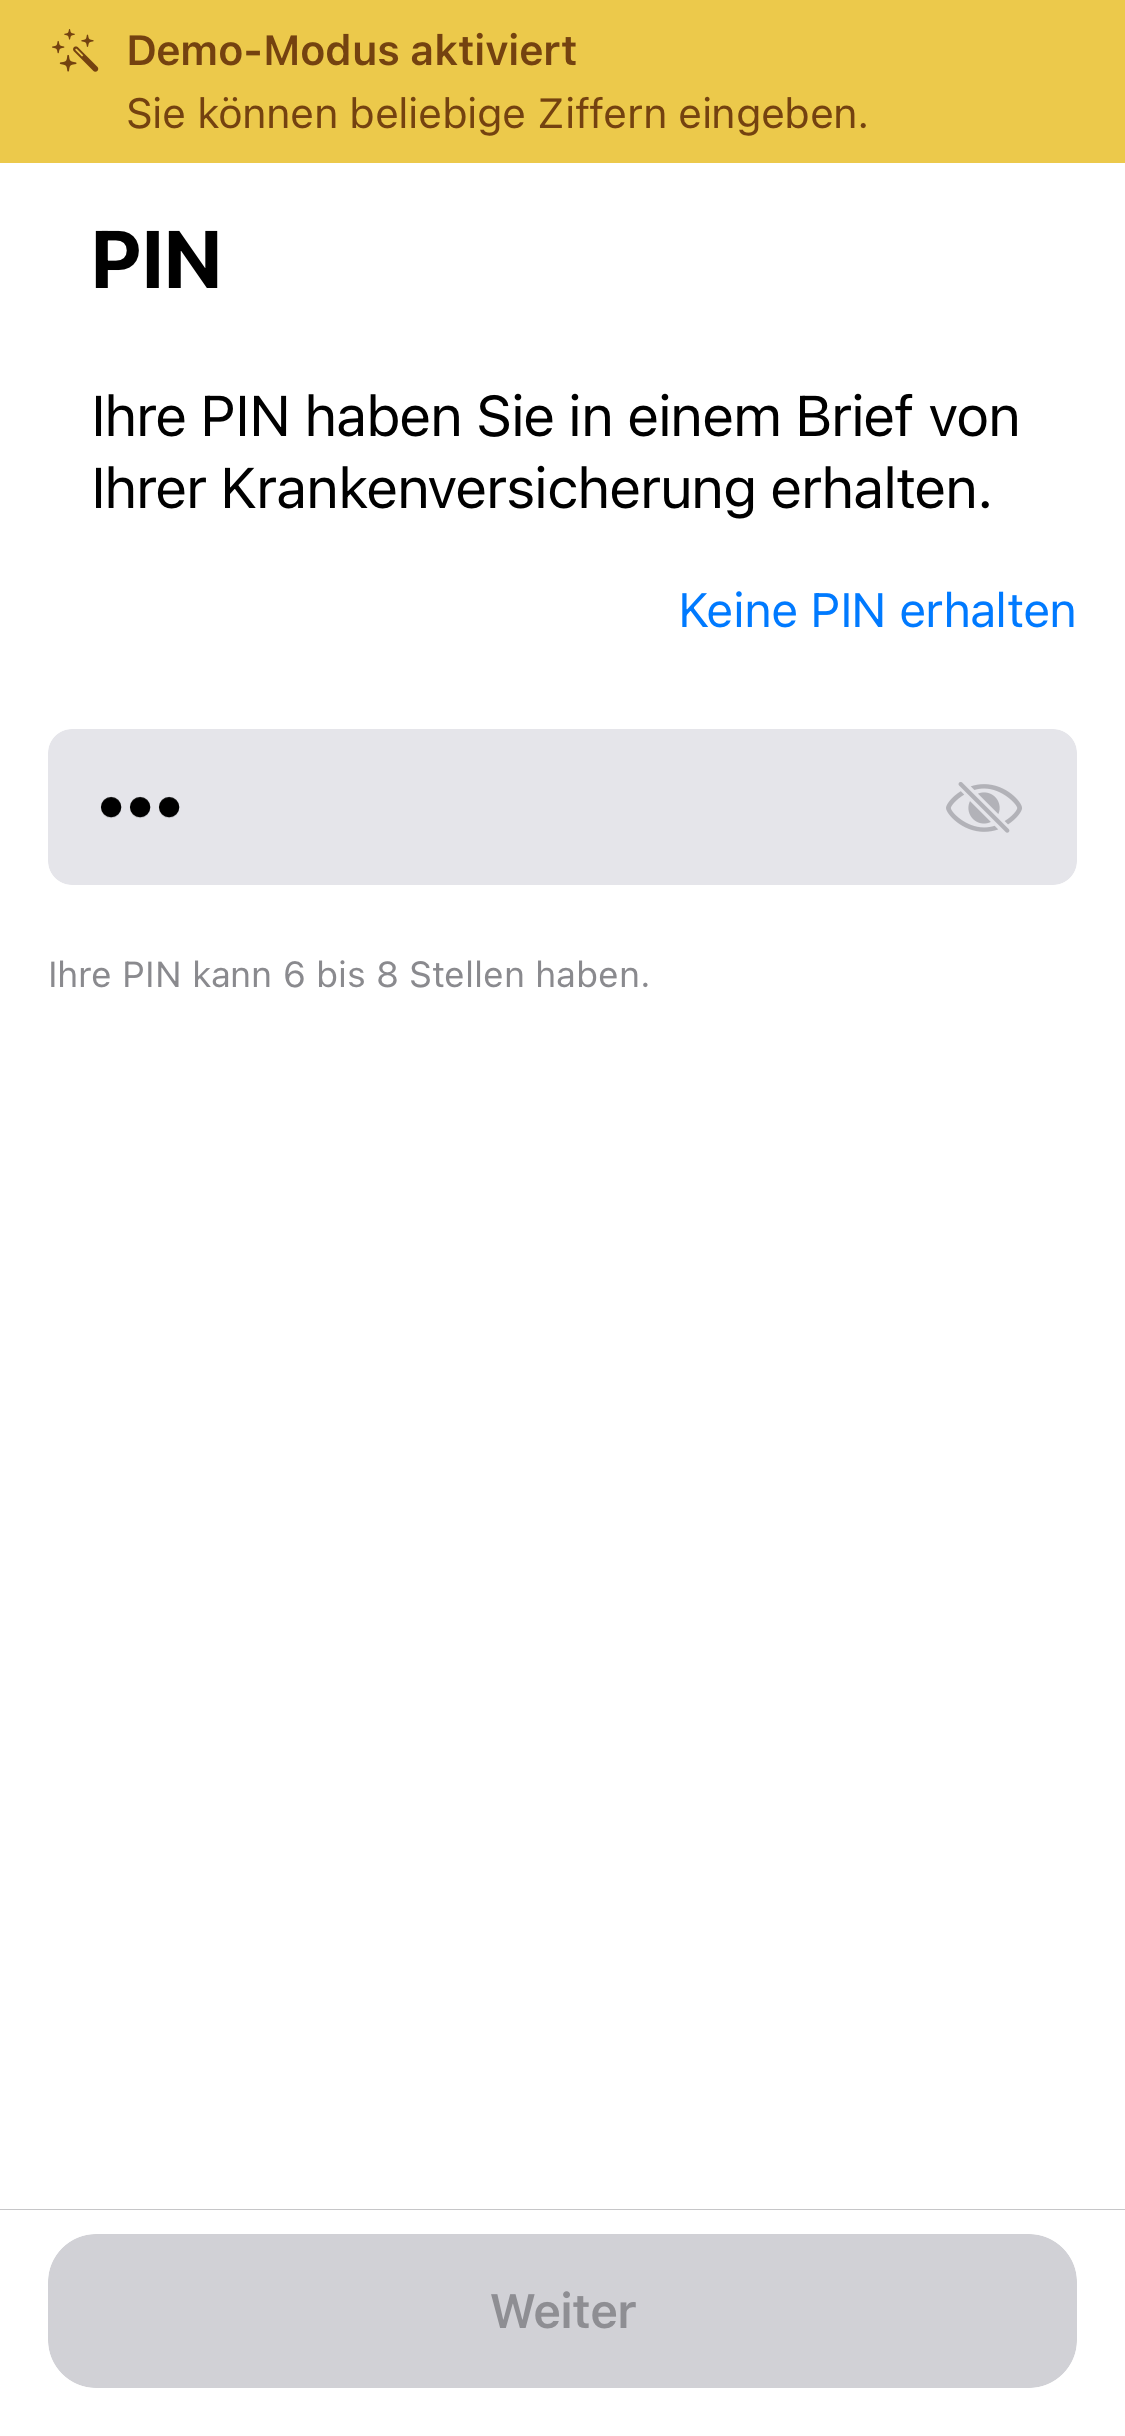 Demo-Modus aktiviert
Sie können beliebige Ziffern eingeben.
PIN
Ihre PIN haben Sie in einem Brief von
Ihrer Krankenversicherung erhalten.
Keine PIN erhalten
•••
Ihre PIN kann 6 bis 8 Stellen haben.
Weiter